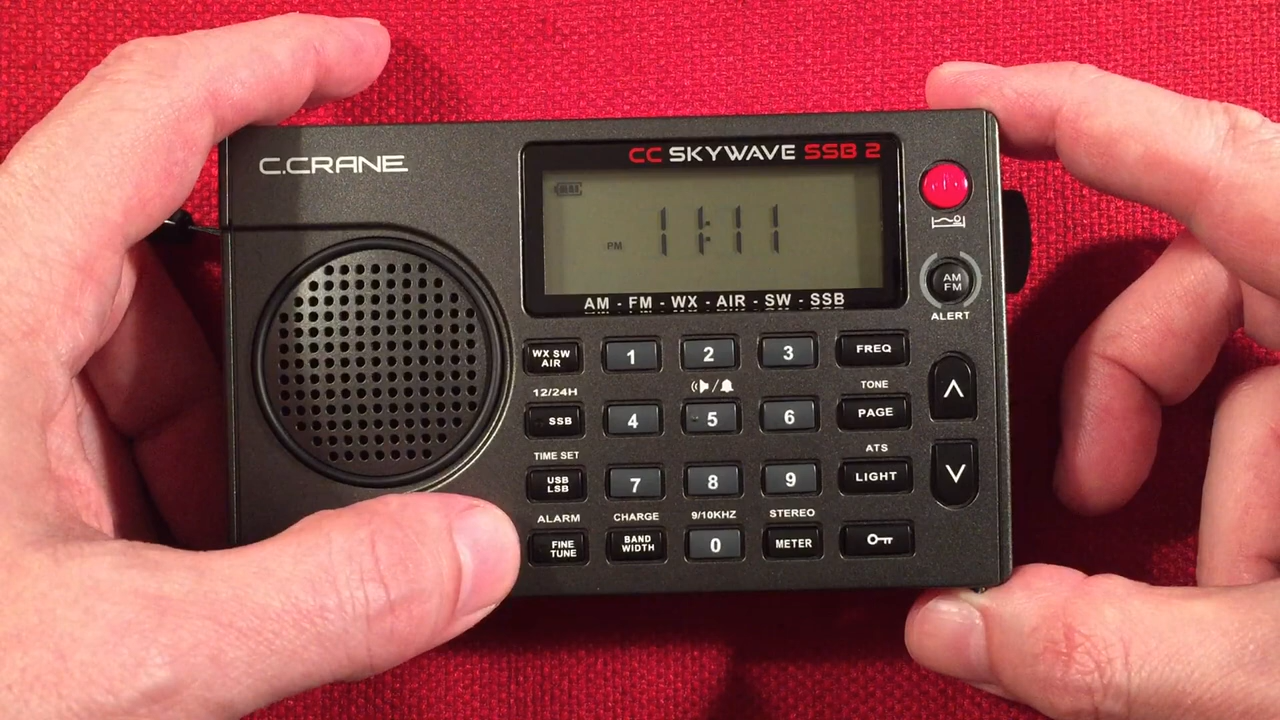 C.CRANE
CC SKYWAVE SSB 2
PM 11:11
AM - FM - WX - AIR - SW - SSB
AM FM
ALERT
WX SW AIR
1
2
3
FREQ
12/24H
TONE
SSB
4
5
6
PAGE
TIME SET
ATS
USB LSB
7
8
9
LIGHT
ALARM
CHARGE
9/10KHZ
STEREO
FINE TUNE
BAND WIDTH
0
METER